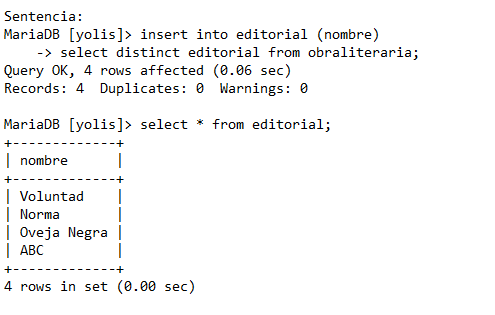 Sentencia:
MariaDB [yolis]> insert into editorial (nombre)
    -> select distinct editorial from obraliteraria;
Query OK, 4 rows affected (0.06 sec)
Records: 4  Duplicates: 0  Warnings: 0

MariaDB [yolis]> select * from editorial;
+-------------+
| nombre      |
+-------------+
| Voluntad    |
| Norma       |
| Oveja Negra |
| ABC         |
+-------------+
4 rows in set (0.00 sec)